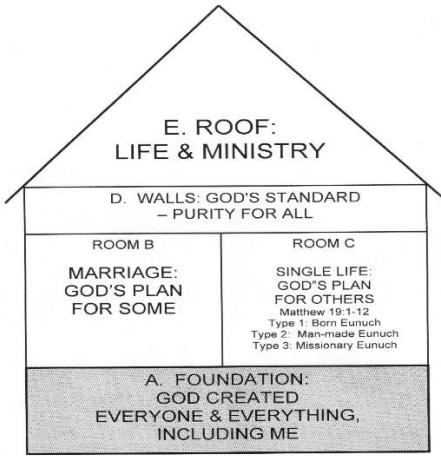 E. ROOF:
LIFE & MINISTRY
D. WALLS: GOD'S STANDARD
– PURITY FOR ALL
ROOM B
MARRIAGE:
GOD'S PLAN
FOR SOME
ROOM C
SINGLE LIFE:
GOD"S PLAN
FOR OTHERS
Matthew 19:1-12
Type 1: Born Eunuch
Type 2: Man-made Eunuch
Type 3: Missionary Eunuch
A. FOUNDATION:
GOD CREATED
EVERYONE & EVERYTHING,
INCLUDING ME